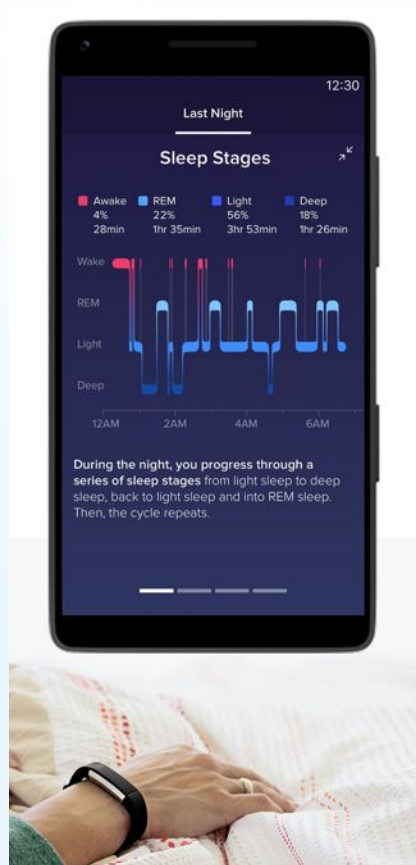 12:30
Last Night
Sleep Stages
Awake REM Light Deep
4% 22% 56% 18%
28min 1hr 35min 3hr 53min 1hr 26min
Wake
REM
Light
Deep
12AM 2AM 4AM 6AM
During the night, you progress through a
series of sleep stages from light sleep to deep
sleep, back to light sleep and into REM sleep.
Then, the cycle repeats.